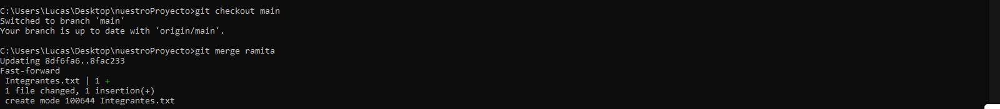 C:\Users\Lucas\Desktop\nuestroProyecto>git checkout main
Switched to branch 'main'
Your branch is up to date with 'origin/main'.
C:\Users\Lucas\Desktop\nuestroProyecto>git merge ramita
Updating 8df6fa6..8fac233
Fast-forward
 Integrantes.txt | 1 +
 1 file changed, 1 insertion(+)
 create mode 100644 Integrantes.txt